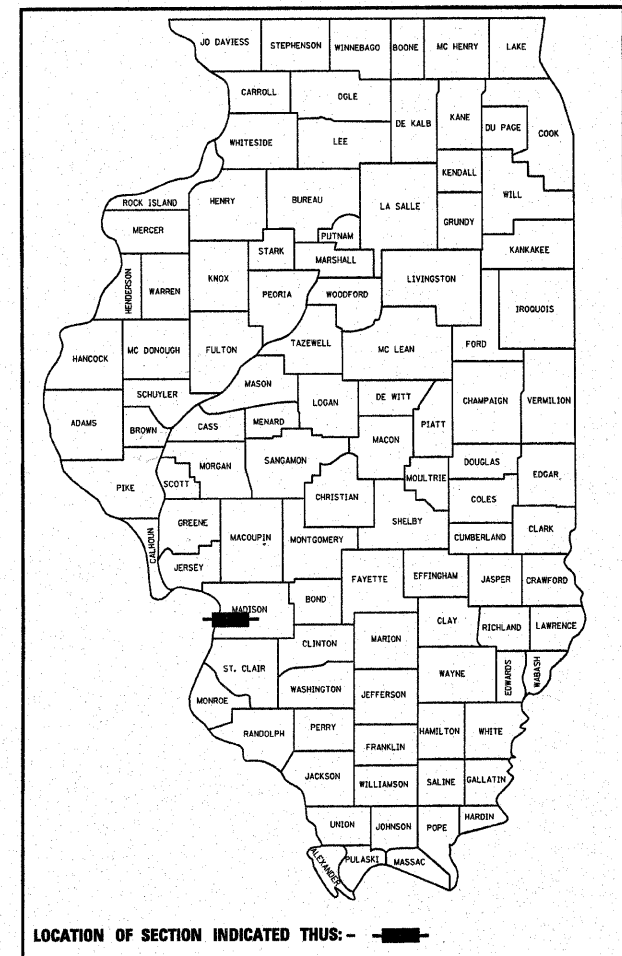 JO DAVIESS STEPHENSON WINNEBAGO BOONE MC HENRY LAKE
CARROLL OGLE DE KALB KANE DU PAGE COOK
WHITESIDE LEE
KENDALL WILL
ROCK ISLAND HENRY BUREAU LA SALLE GRUNDY
MERCER PUTNAM
STARK MARSHALL KANKAKEE
HENDERSON WARREN KNOX PEORIA WOODFORD LIVINGSTON IROQUOIS
HANCOCK MC DONOUGH FULTON TAZEWELL MC LEAN FORD
MASON
SCHUYLER LOGAN DE WITT CHAMPAIGN VERMILION
ADAMS BROWN CASS MENARD PIATT
MACON
MORGAN SANGAMON DOUGLAS EDGAR
PIKE SCOTT MOULTRIE
CHRISTIAN COLES
GREENE SHELBY CLARK
CALHOUN MACOUPIN MONTGOMERY CUMBERLAND
JERSEY
FAYETTE EFFINGHAM JASPER CRAWFORD
MADISON BOND
CLAY RICHLAND LAWRENCE
CLINTON MARION
ST. CLAIR WAYNE EDWARDS WABASH
WASHINGTON JEFFERSON
MONROE
RANDOLPH PERRY HAMILTON WHITE
FRANKLIN
JACKSON WILLIAMSON SALINE GALLATIN
HARDIN
UNION JOHNSON POPE
ALEXANDER PULASKI MASSAC
LOCATION OF SECTION INDICATED THUS: -